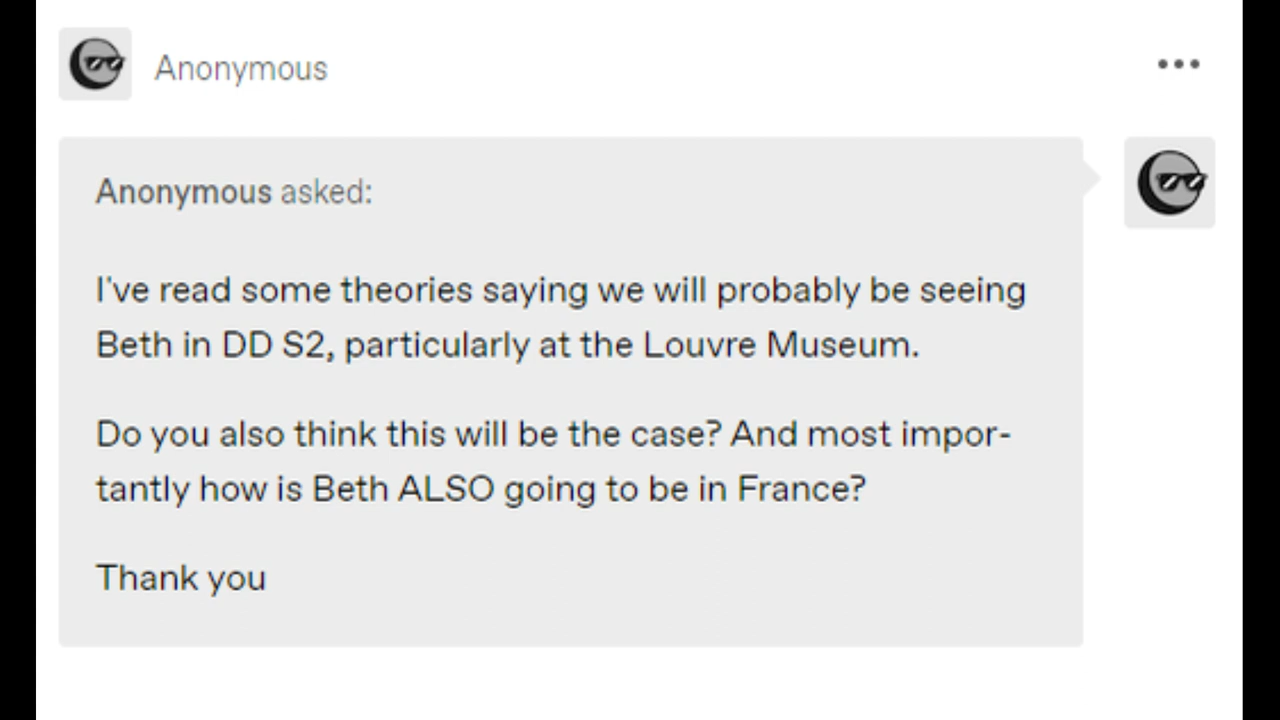 Anonymous
Anonymous asked:
I've read some theories saying we will probably be seeing
Beth in DD S2, particularly at the Louvre Museum.
Do you also think this will be the case? And most impor-
tantly how is Beth ALSO going to be in France?
Thank you